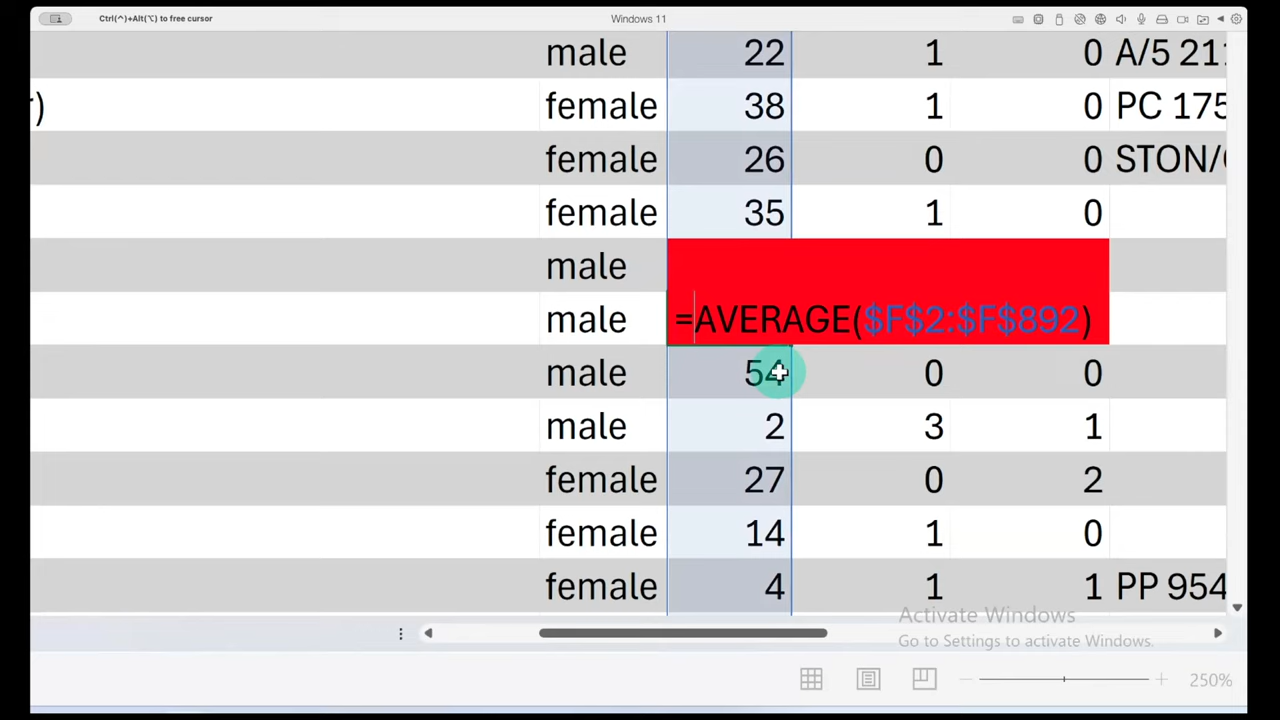 Ctrl(^)+Alt(⌥) to free cursor Windows 11
male 22 1 0 A/5 211
r) female 38 1 0 PC 175
female 26 0 0 STON/
female 35 1 0
male
male =AVERAGE($F$2:$F$892)
male 54 0 0
male 2 3 1
female 27 0 2
female 14 1 0
female 4 1 1 PP 954
Activate Windows
Go to Settings to activate Windows.
250%